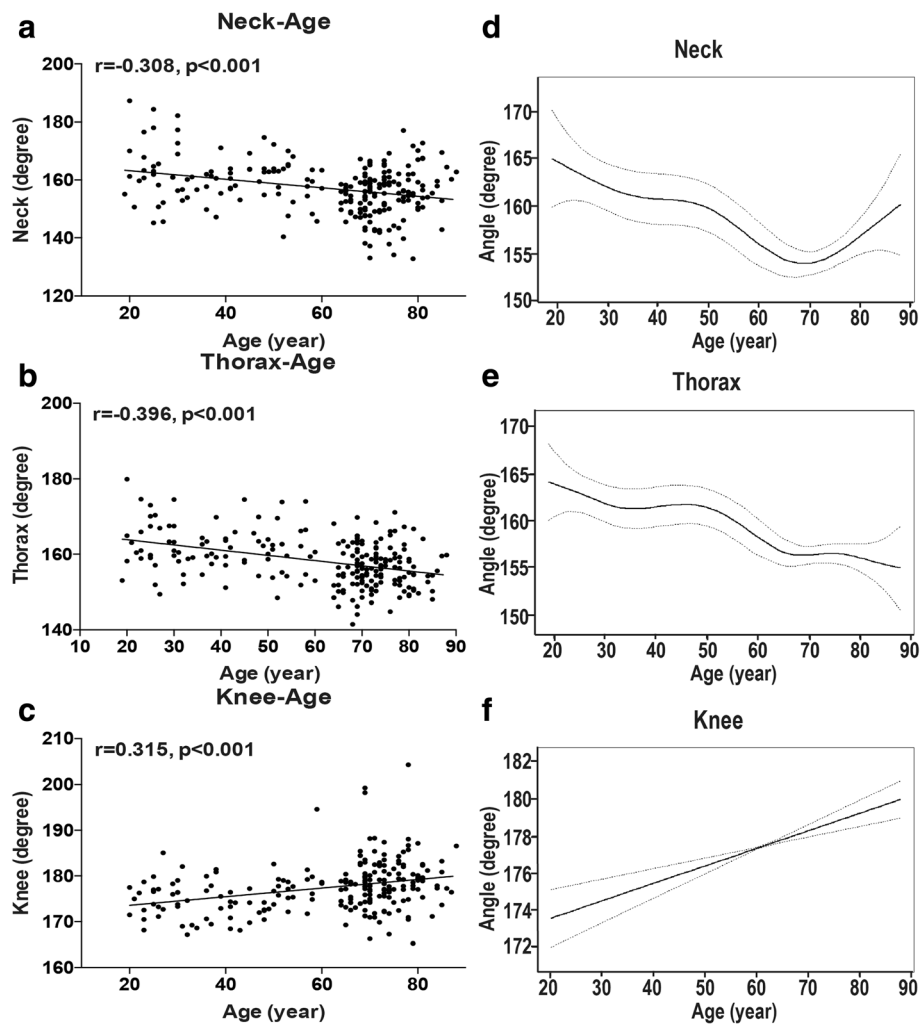 a
Neck-Age
r=-0.308, p<0.001
Neck (degree)
200
180
160
140
120
20 40 60 80
Age (year)
b
Thorax-Age
r=-0.396, p<0.001
Thorax (degree)
200
180
160
140
10 20 30 40 50 60 70 80 90
Age (year)
c
Knee-Age
r=0.315, p<0.001
Knee (degree)
210
200
190
180
170
160
20 40 60 80
Age (year)
d
Neck
Angle (degree)
170
165
160
155
150
20 30 40 50 60 70 80 90
Age (year)
e
Thorax
Angle (degree)
170
165
160
155
150
20 30 40 50 60 70 80 90
Age (year)
f
Knee
Angle (degree)
182
180
178
176
174
172
20 30 40 50 60 70 80 90
Age (year)